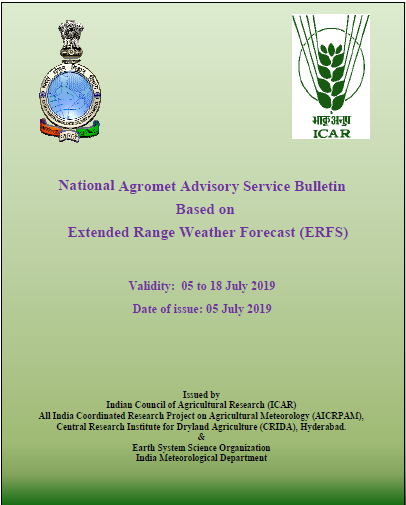 भाकृअनुप
ICAR
National Agromet Advisory Service Bulletin
Based on
Extended Range Weather Forecast (ERFS)
Validity: 05 to 18 July 2019
Date of issue: 05 July 2019
Issued by
Indian Council of Agricultural Research (ICAR)
All India Coordinated Research Project on Agricultural Meteorology (AICRPAM),
Central Research Institute for Dryland Agriculture (CRIDA), Hyderabad.
&
Earth System Science Organization
India Meteorological Department